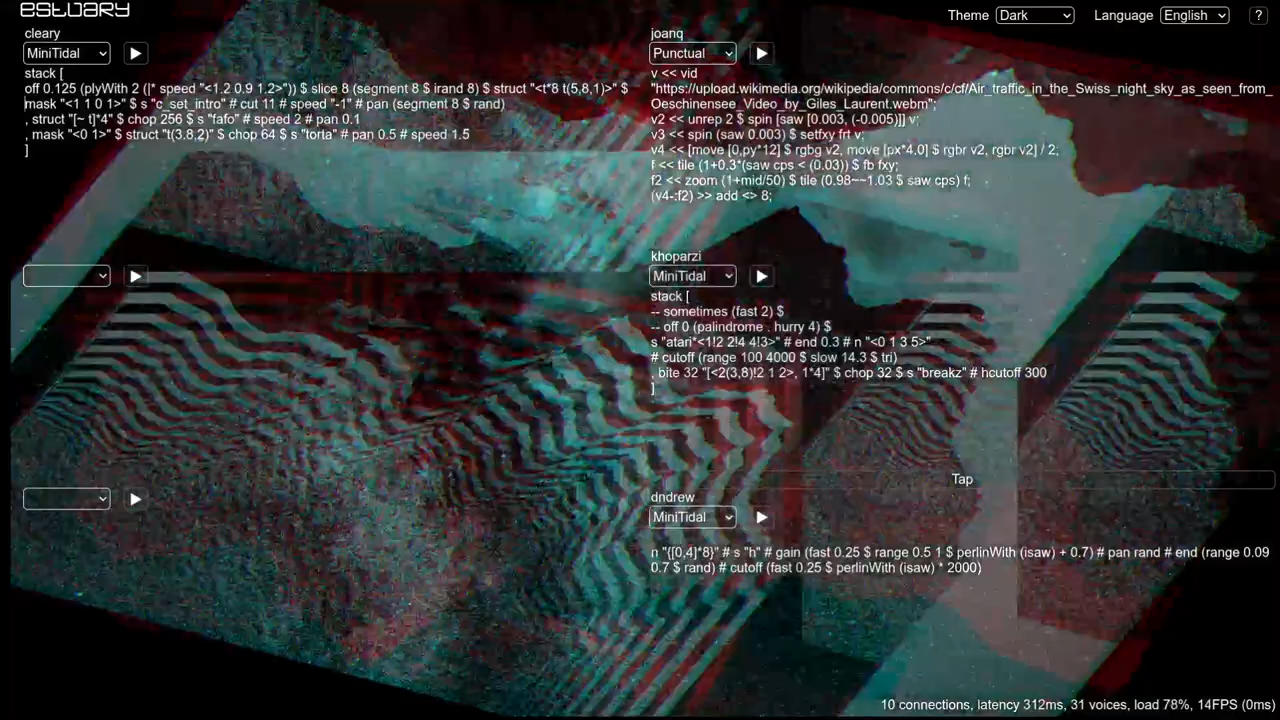 estuary
Theme Dark Language English ?
cleary
MiniTidal
stack [
off 0.125 (plyWith 2 (|* speed "<1.2 0.9 1.2>")) $ slice 8 (segment 8 $ irand 8) $ struct "<t*8 t(5,8,1)>" $
mask "<1 1 0 1>" $ s "c_set_intro" # cut 11 # speed "-1" # pan (segment 8 $ rand)
, struct "[~ t]*4" $ chop 256 $ s "fafo" # speed 2 # pan 0.1
, mask "<0 1>" $ struct "t(3,8,2)" $ chop 64 $ s "torta" # pan 0.5 # speed 1.5
]
joanq
Punctual
v << vid
"https://upload.wikimedia.org/wikipedia/commons/c/cf/Air_traffic_in_the_Swiss_night_sky_as_seen_from_
Oeschinensee_Video_by_Giles_Laurent.webm";
v2 << unrep 2 $ spin [saw [0.003, (-0.005)]] v;
v3 << spin (saw 0.003) $ setfxy frt v;
v4 << [move [0,py*12] $ rgbg v2, move [px*4,0] $ rgbr v2, rgbr v2] / 2;
f << tile (1+0.3*(saw cps < (0.03)) $ fb fxy;
f2 << zoom (1+mid/50) $ tile (0.98~~1.03 $ saw cps) f;
(v4-:f2) >> add <> 8;
khoparzi
MiniTidal
stack [
-- sometimes (fast 2) $
-- off 0 (palindrome . hurry 4) $
s "atari*<1!2 2!4 4!3>" # end 0.3 # n "<0 1 3 5>"
# cutoff (range 100 4000 $ slow 14.3 $ tri)
, bite 32 "[<2(3,8)!2 1 2>, 1*4]" $ chop 32 $ s "breakz" # hcutoff 300
]
Tap
dndrew
MiniTidal
n "{[0,4]*8}" # s "h" # gain (fast 0.25 $ range 0.5 1 $ perlinWith (isaw) + 0.7) # pan rand # end (range 0.09
0.7 $ rand) # cutoff (fast 0.25 $ perlinWith (isaw) * 2000)
10 connections, latency 312ms, 31 voices, load 78%, 14FPS (0ms)